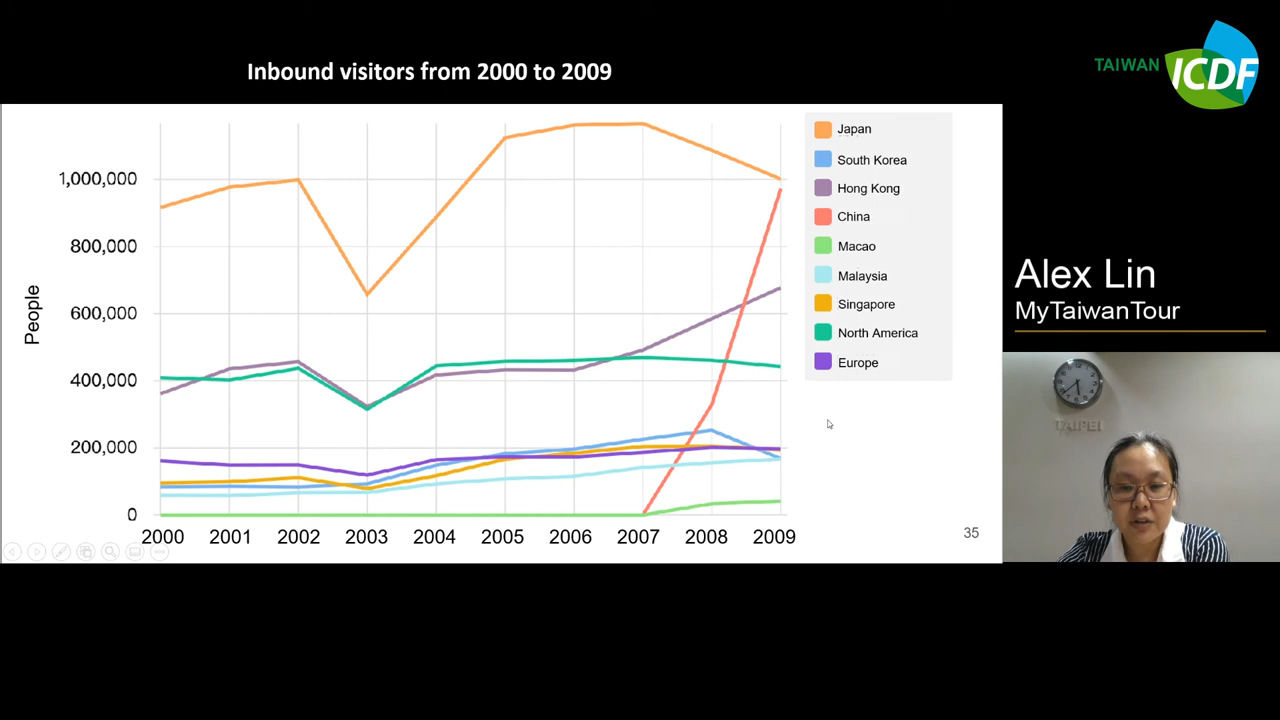 Inbound visitors from 2000 to 2009
TAIWAN ICDF
People
1,000,000
800,000
600,000
400,000
200,000
0
2000 2001 2002 2003 2004 2005 2006 2007 2008 2009
Japan
South Korea
Hong Kong
China
Macao
Malaysia
Singapore
North America
Europe
35
Alex Lin
MyTaiwanTour
TAIPEI